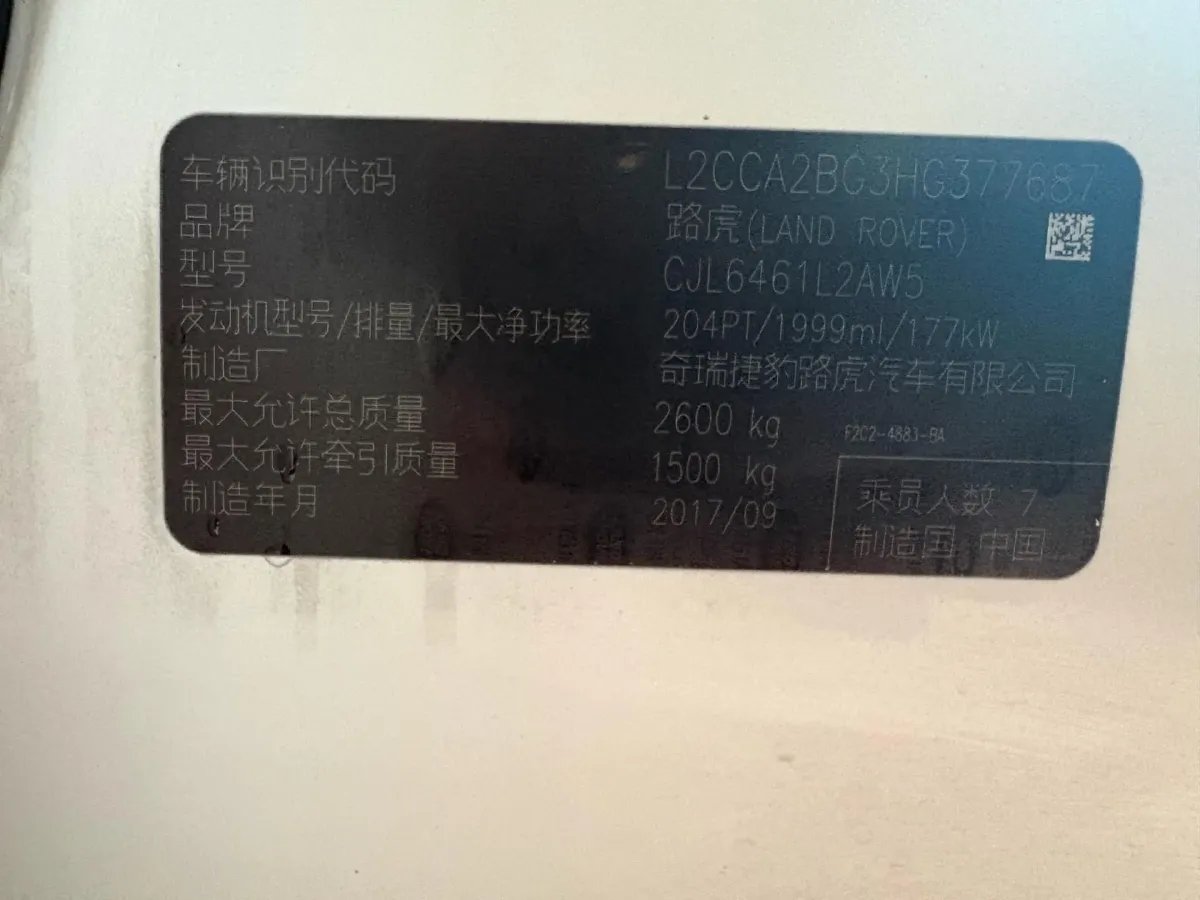 车辆识别代码 L2CCA2BG3HG377687
品牌 路虎(LAND ROVER)
型号 CJL6461L2AW5
发动机型号/排量/最大净功率 204PT/1999ml/177kW
制造厂 奇瑞捷豹路虎汽车有限公司
最大允许总质量 2600 kg
F2C2-4883-BA
最大允许牵引质量 1500 kg
制造年月 2017/09
乘员人数 7
制造国 中国